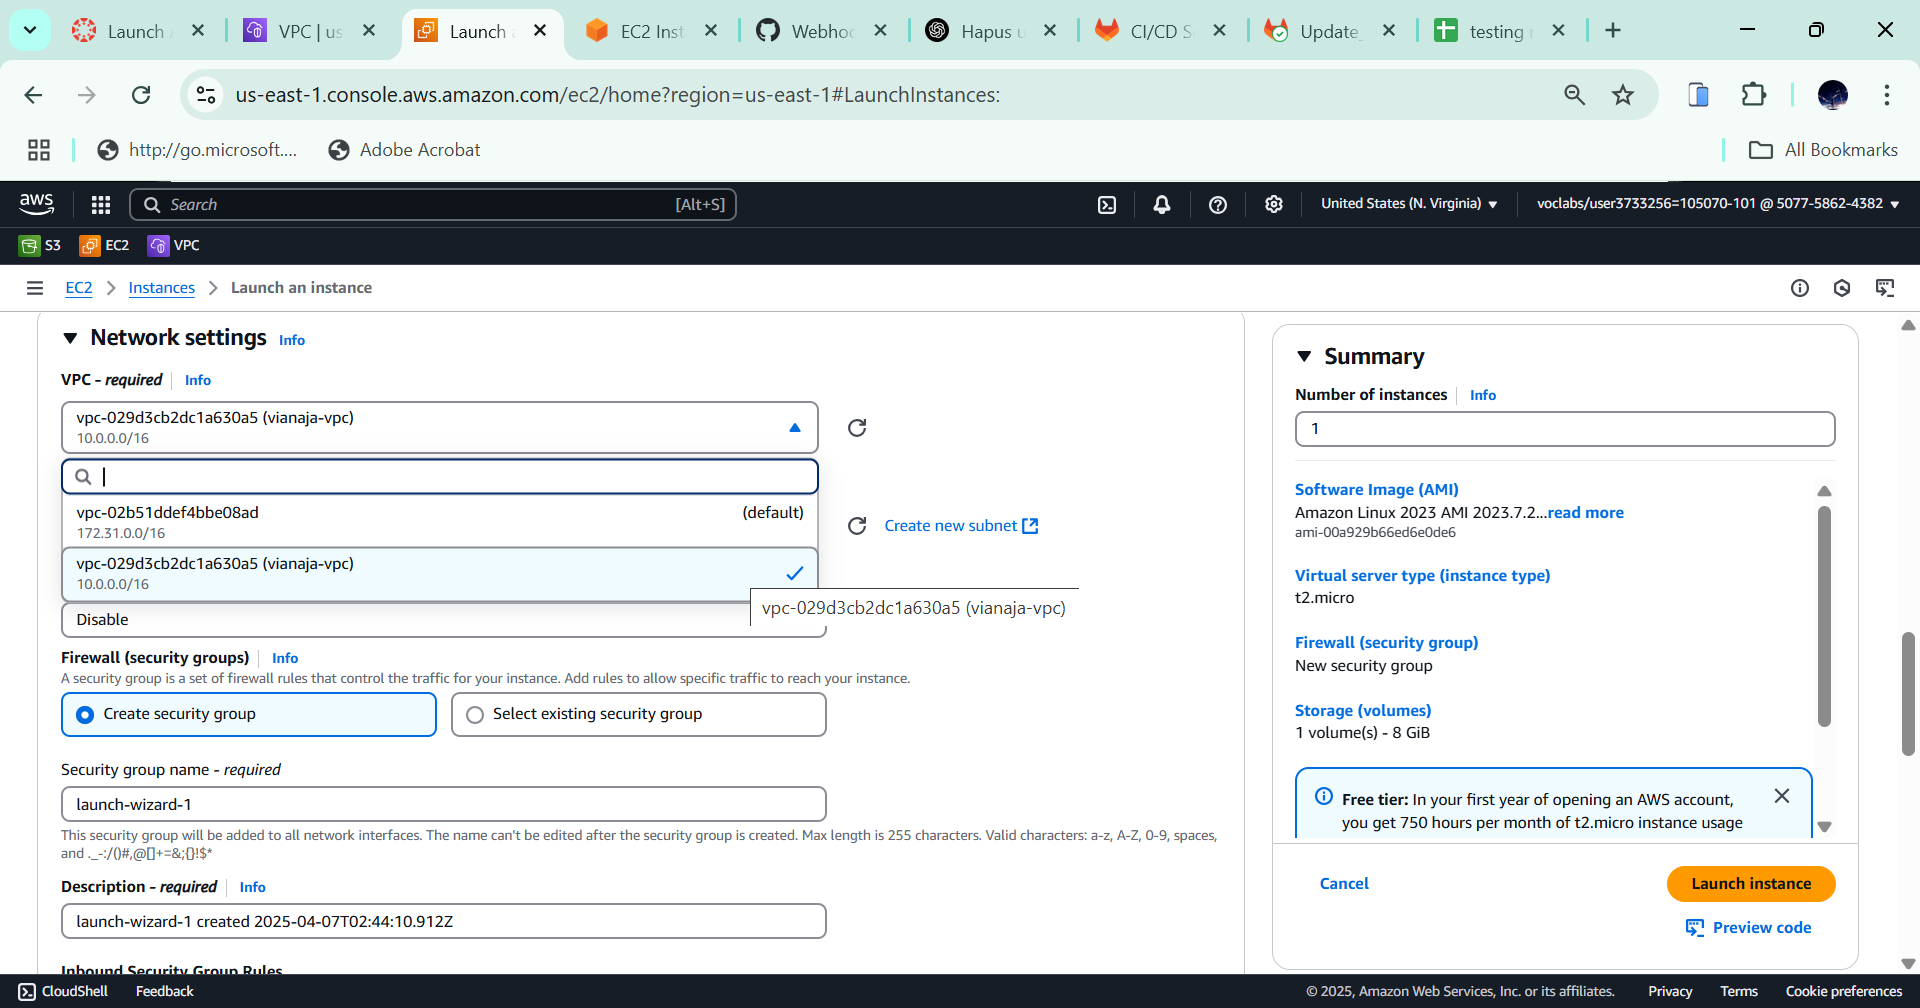 Launch
VPC | us
Launch
EC2 Inst
Webhoo
Hapus u
CI/CD S
Update_
testing
us-east-1.console.aws.amazon.com/ec2/home?region=us-east-1#LaunchInstances:
http://go.microsoft....
Adobe Acrobat
All Bookmarks
aws
Search
[Alt+S]
United States (N. Virginia)
voclabs/user3733256=105070-101 @ 5077-5862-4382
S3
EC2
VPC
EC2
Instances
Launch an instance
Network settings Info
VPC - required Info
vpc-029d3cb2dc1a630a5 (vianaja-vpc)
10.0.0.0/16
vpc-02b51ddef4bbe08ad (default)
172.31.0.0/16
Create new subnet
vpc-029d3cb2dc1a630a5 (vianaja-vpc)
10.0.0.0/16
vpc-029d3cb2dc1a630a5 (vianaja-vpc)
Disable
Firewall (security groups) Info
A security group is a set of firewall rules that control the traffic for your instance. Add rules to allow specific traffic to reach your instance.
Create security group
Select existing security group
Security group name - required
launch-wizard-1
This security group will be added to all network interfaces. The name can't be edited after the security group is created. Max length is 255 characters. Valid characters: a-z, A-Z, 0-9, spaces,
and ._-:/()#,@[]+=&;{}!$*
Description - required Info
launch-wizard-1 created 2025-04-07T02:44:10.912Z
Inbound Security Group Rules
Summary
Number of instances Info
1
Software Image (AMI)
Amazon Linux 2023 AMI 2023.7.2...read more
ami-00a929b66ed6e0de6
Virtual server type (instance type)
t2.micro
Firewall (security group)
New security group
Storage (volumes)
1 volume(s) - 8 GiB
Free tier: In your first year of opening an AWS account,
you get 750 hours per month of t2.micro instance usage
Cancel
Launch instance
Preview code
CloudShell
Feedback
© 2025, Amazon Web Services, Inc. or its affiliates.
Privacy
Terms
Cookie preferences